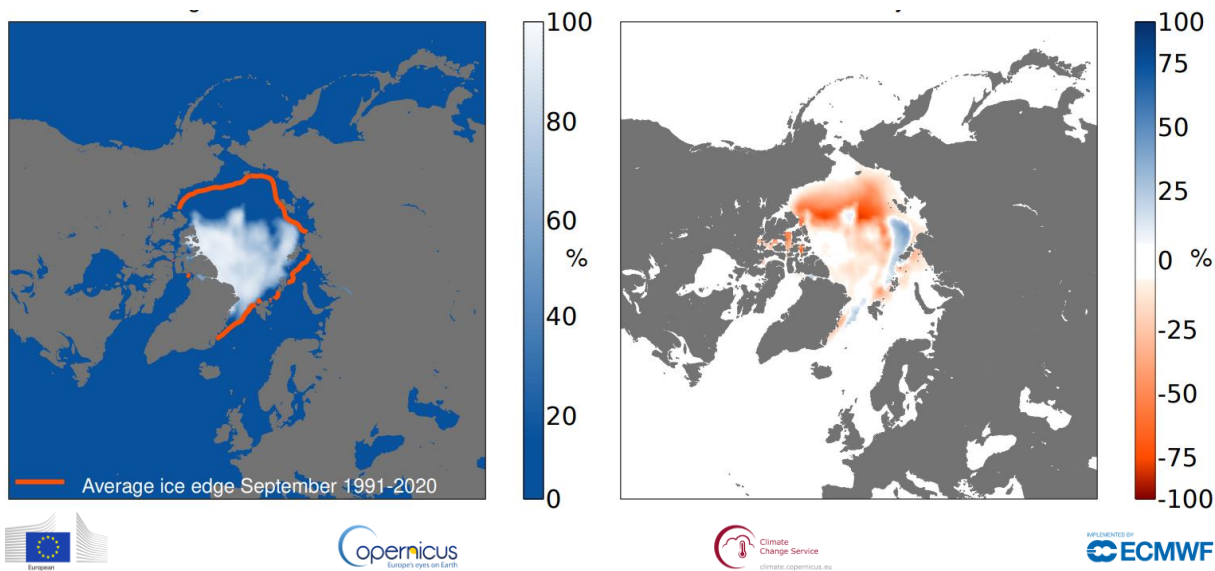 100
80
60
%
40
20
0
Average ice edge September 1991-2020
100
75
50
25
0 %
-25
-50
-75
-100
European
opernicus
Europe's eyes on Earth
Climate
Change Service
climate.copernicus.eu
IMPLEMENTED BY
ECMWF